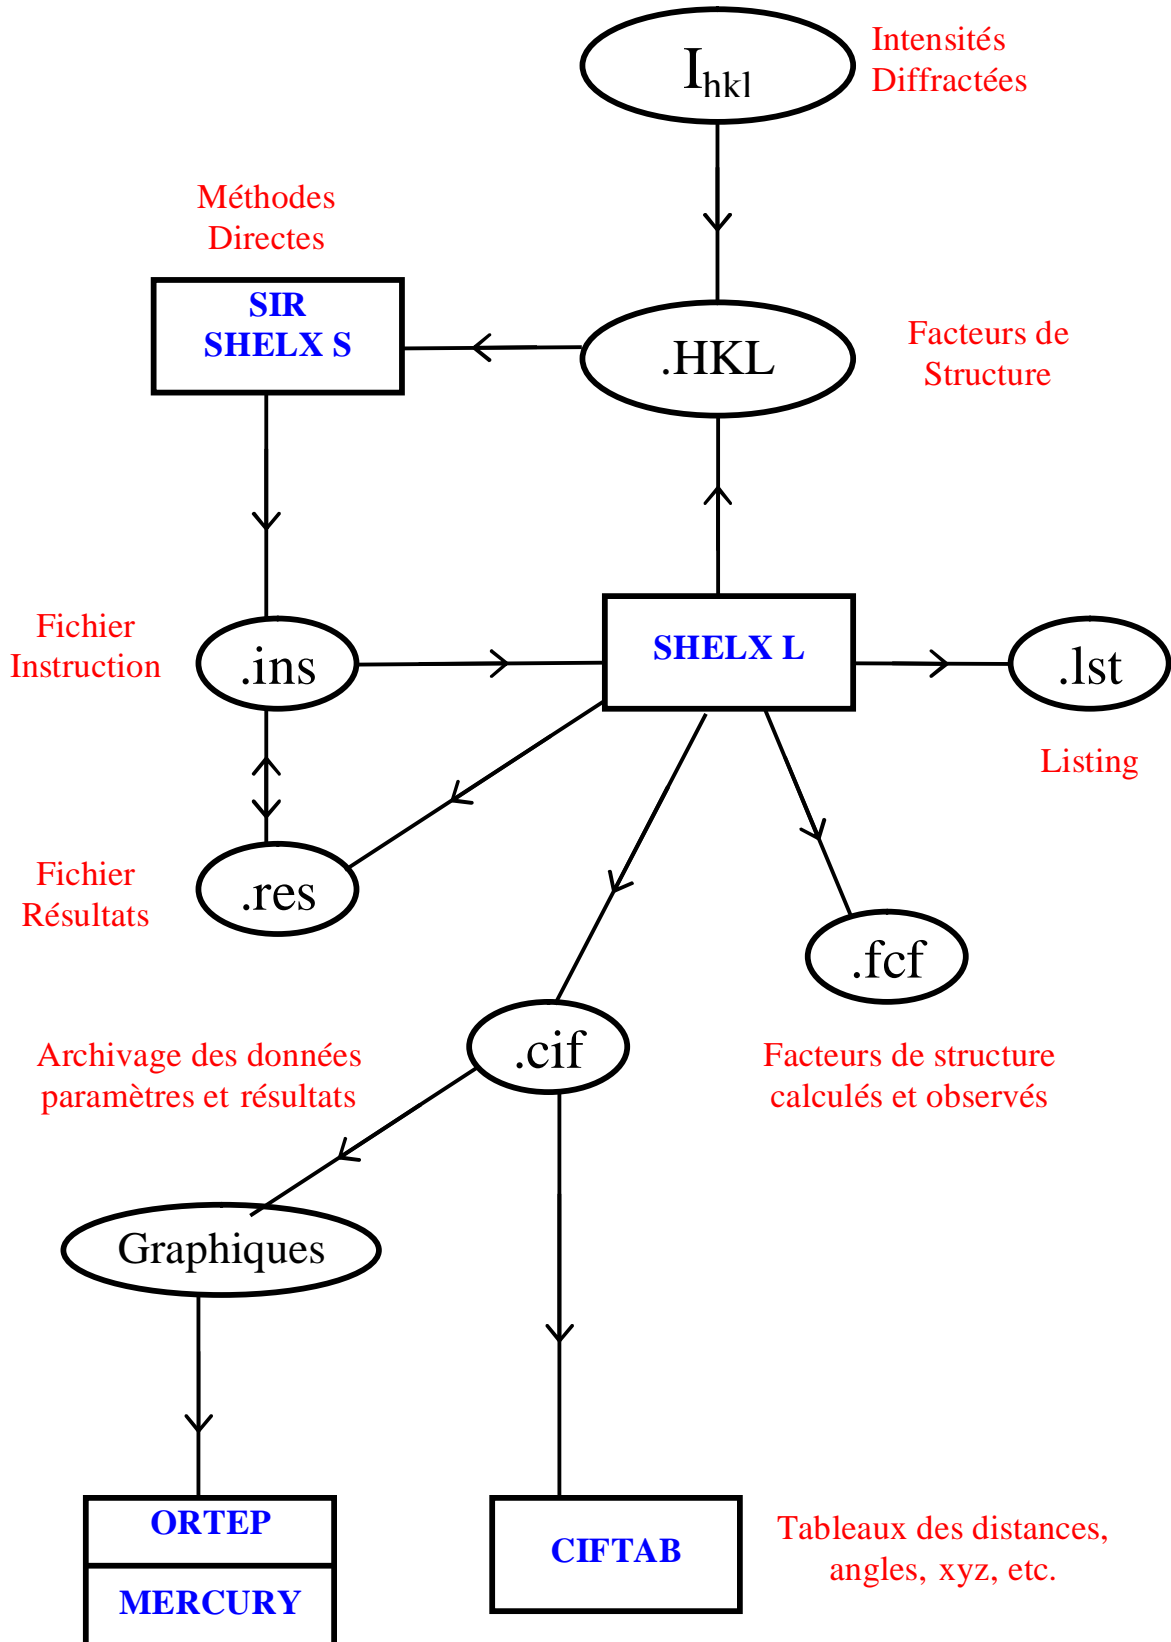 I_hkl
Intensités
Diffractées
Méthodes
Directes
SIR
SHELX S
.HKL
Facteurs de
Structure
Fichier
Instruction
.ins
SHELX L
.lst
Listing
Fichier
Résultats
.res
.fcf
.cif
Archivage des données
paramètres et résultats
Facteurs de structure
calculés et observés
Graphiques
ORTEP
MERCURY
CIFTAB
Tableaux des distances,
angles, xyz, etc.